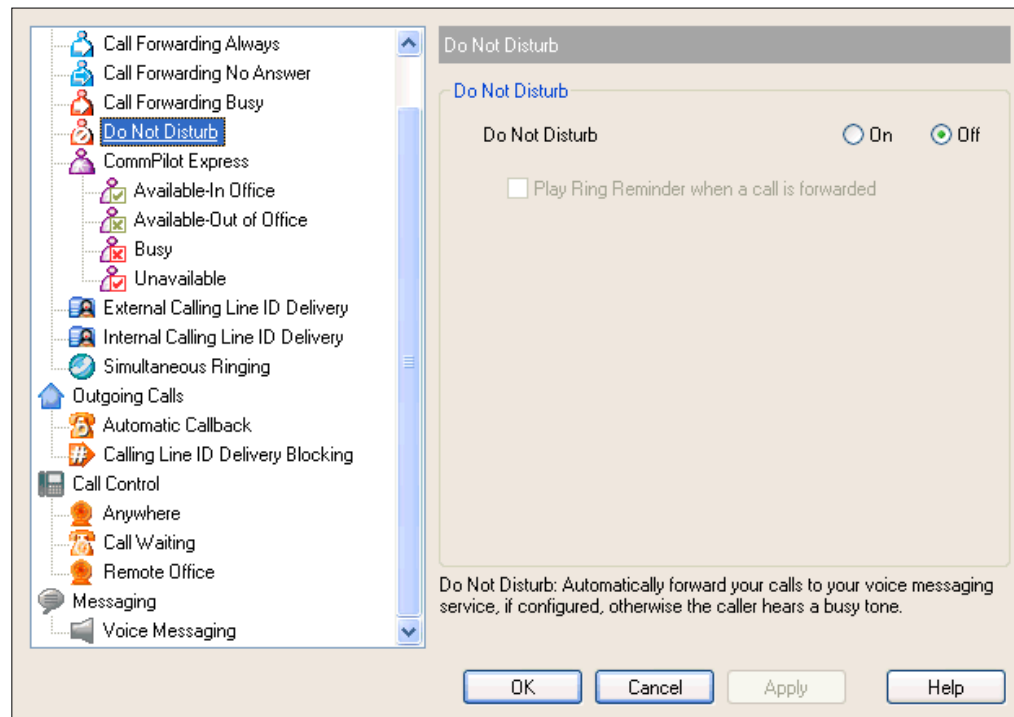 Call Forwarding Always
Call Forwarding No Answer
Call Forwarding Busy
Do Not Disturb
CommPilot Express
Available-In Office
Available-Out of Office
Busy
Unavailable
External Calling Line ID Delivery
Internal Calling Line ID Delivery
Simultaneous Ringing
Outgoing Calls
Automatic Callback
Calling Line ID Delivery Blocking
Call Control
Anywhere
Call Waiting
Remote Office
Messaging
Voice Messaging
Do Not Disturb
Do Not Disturb
Do Not Disturb On Off
Play Ring Reminder when a call is forwarded
Do Not Disturb: Automatically forward your calls to your voice messaging
service, if configured, otherwise the caller hears a busy tone.
OK Cancel Apply Help